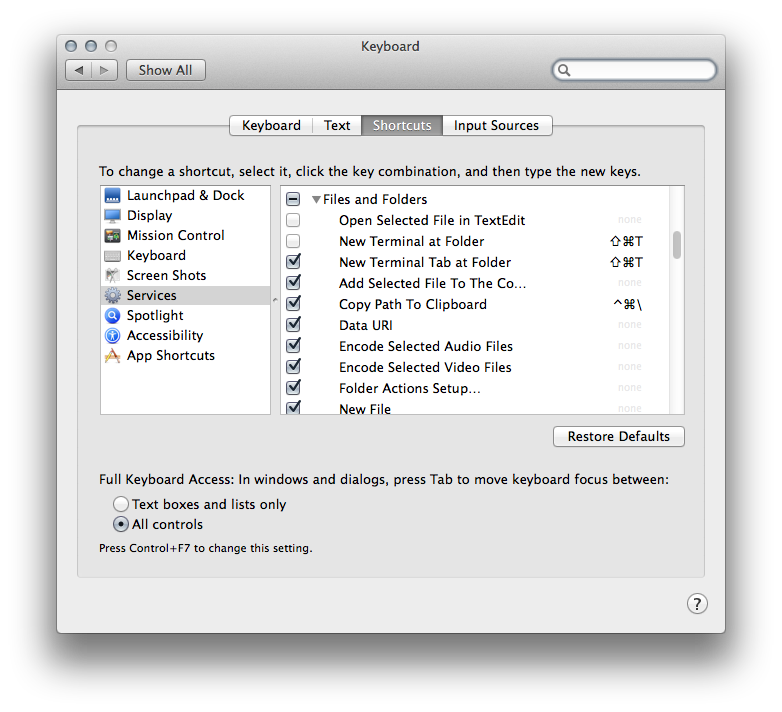 Keyboard
Show All
Keyboard Text Shortcuts Input Sources
To change a shortcut, select it, click the key combination, and then type the new keys.
Launchpad & Dock
Display
Mission Control
Keyboard
Screen Shots
Services
Spotlight
Accessibility
App Shortcuts
Files and Folders
Open Selected File in TextEdit none
New Terminal at Folder ⇧⌘T
New Terminal Tab at Folder ⇧⌘T
Add Selected File To The Co... none
Copy Path To Clipboard ^⌘\
Data URI none
Encode Selected Audio Files none
Encode Selected Video Files none
Folder Actions Setup... none
New File none
Restore Defaults
Full Keyboard Access: In windows and dialogs, press Tab to move keyboard focus between:
Text boxes and lists only
All controls
Press Control+F7 to change this setting.
?